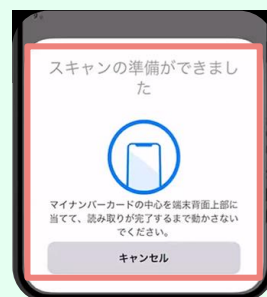 スキャンの準備ができまし
た
マイナンバーカードの中心を端末背面上部に
当てて、読み取りが完了するまで動かさない
でください。
キャンセル